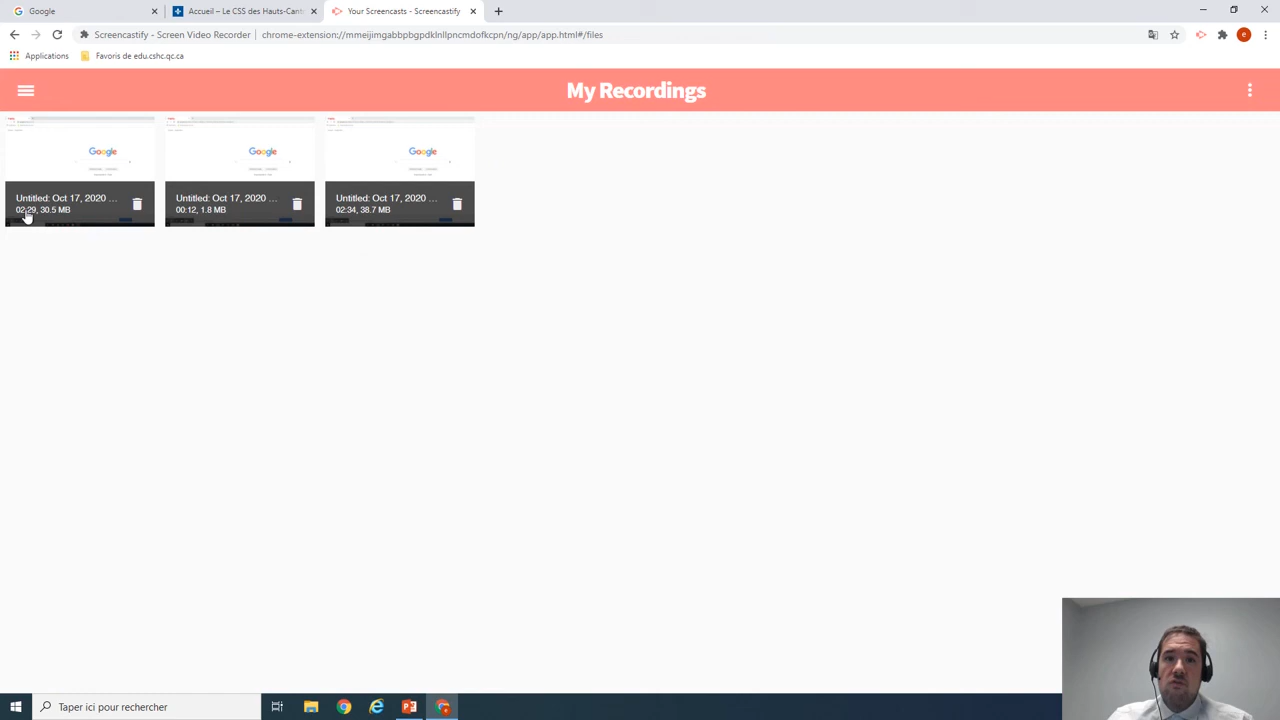 Google
Accueil – Le CSS des Hauts-Cant
Your Screencasts - Screencastify
Screencastify - Screen Video Recorder | chrome-extension://mmeijimgabbpbgpdklnllpncmdofkcpn/ng/app/app.html#/files
e
Applications
Favoris de edu.cshc.qc.ca
My Recordings
Google
Google
Google
Untitled: Oct 17, 2020 ...
02:29, 30.5 MB
Untitled: Oct 17, 2020 ...
00:12, 1.8 MB
Untitled: Oct 17, 2020 ...
02:34, 38.7 MB
Taper ici pour rechercher